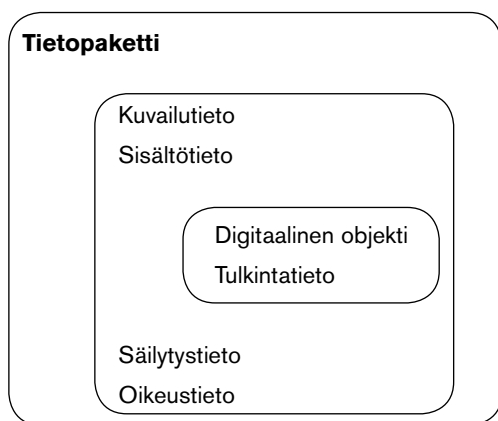 Tietopaketti
Kuvailutieto
Sisältötieto
Digitaalinen objekti
Tulkintatieto
Säilytystieto
Oikeustieto